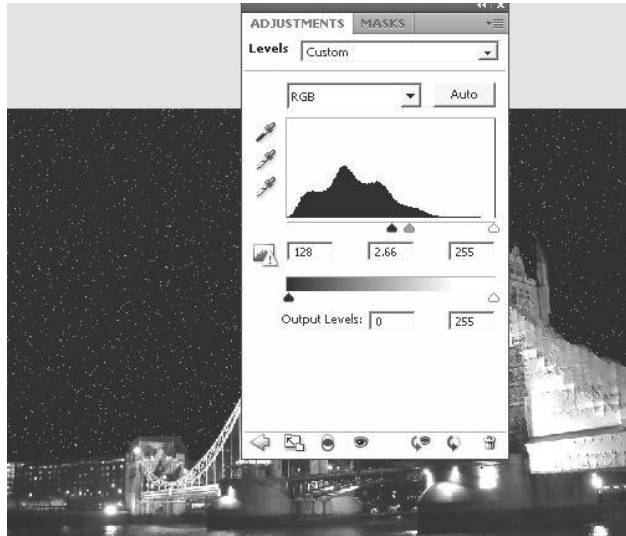 ADJUSTMENTS MASKS
Levels Custom
RGB Auto
128 2.66 255
Output Levels: 0 255